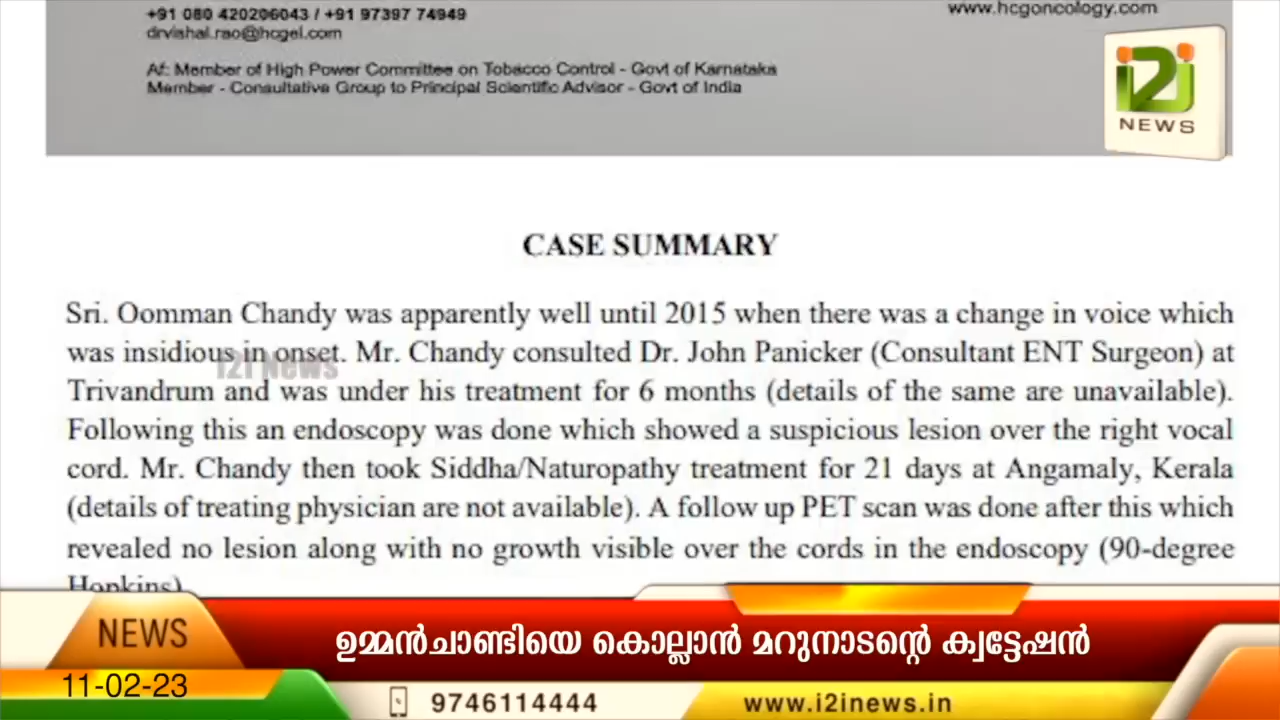 +91 080 420206043 / +91 97397 74949
www.hcgoncology.com
drvishal.rao@hcgel.com
Af: Member of High Power Committee on Tobacco Control - Govt of Karnataka
Member - Consultative Group to Principal Scientific Advisor - Govt of India
i2i
NEWS
CASE SUMMARY
Sri. Oomman Chandy was apparently well until 2015 when there was a change in voice which
was insidious in onset. Mr. Chandy consulted Dr. John Panicker (Consultant ENT Surgeon) at
i2i News
Trivandrum and was under his treatment for 6 months (details of the same are unavailable).
Following this an endoscopy was done which showed a suspicious lesion over the right vocal
cord. Mr. Chandy then took Siddha/Naturopathy treatment for 21 days at Angamaly, Kerala
(details of treating physician are not available). A follow up PET scan was done after this which
revealed no lesion along with no growth visible over the cords in the endoscopy (90-degree
Hopkins).
NEWS
ഉമ്മൻചാണ്ടിയെ കൊല്ലാൻ മറുനാടന്റെ ക്വട്ടേഷൻ
11-02-23
9746114444
www.i2inews.in